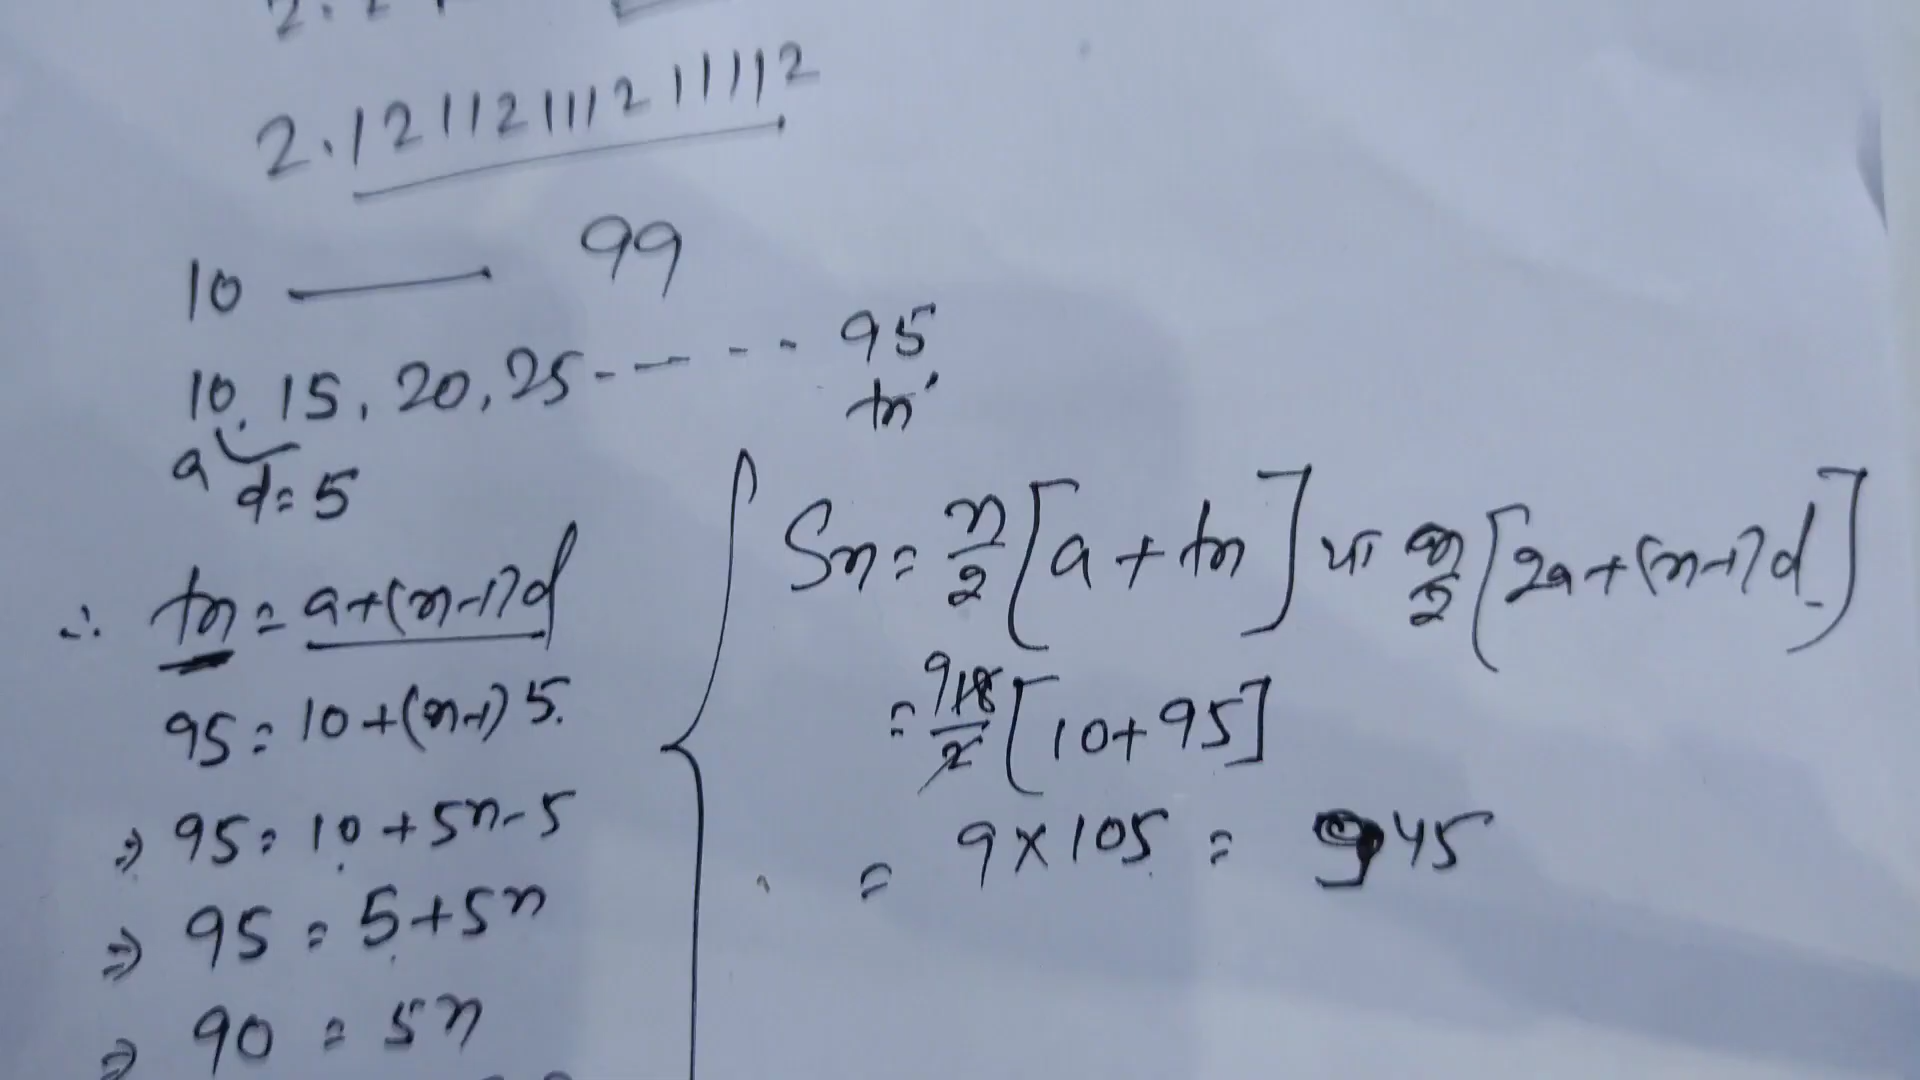 2.12112111211112
10 —— 99
10, 15, 20, 25 - - - - - 95
a tn
d = 5
∴ tn = a+(n-1)d
95 = 10+(n-1) 5.
⇒ 95 = 10+5n-5
⇒ 95 = 5+5n
⇒ 90 = 5n
Sn = n/2 [a + tn] या n/2 [2a+(n-1)d]
= 9 18/2 [10+95]
= 9×105 = 945